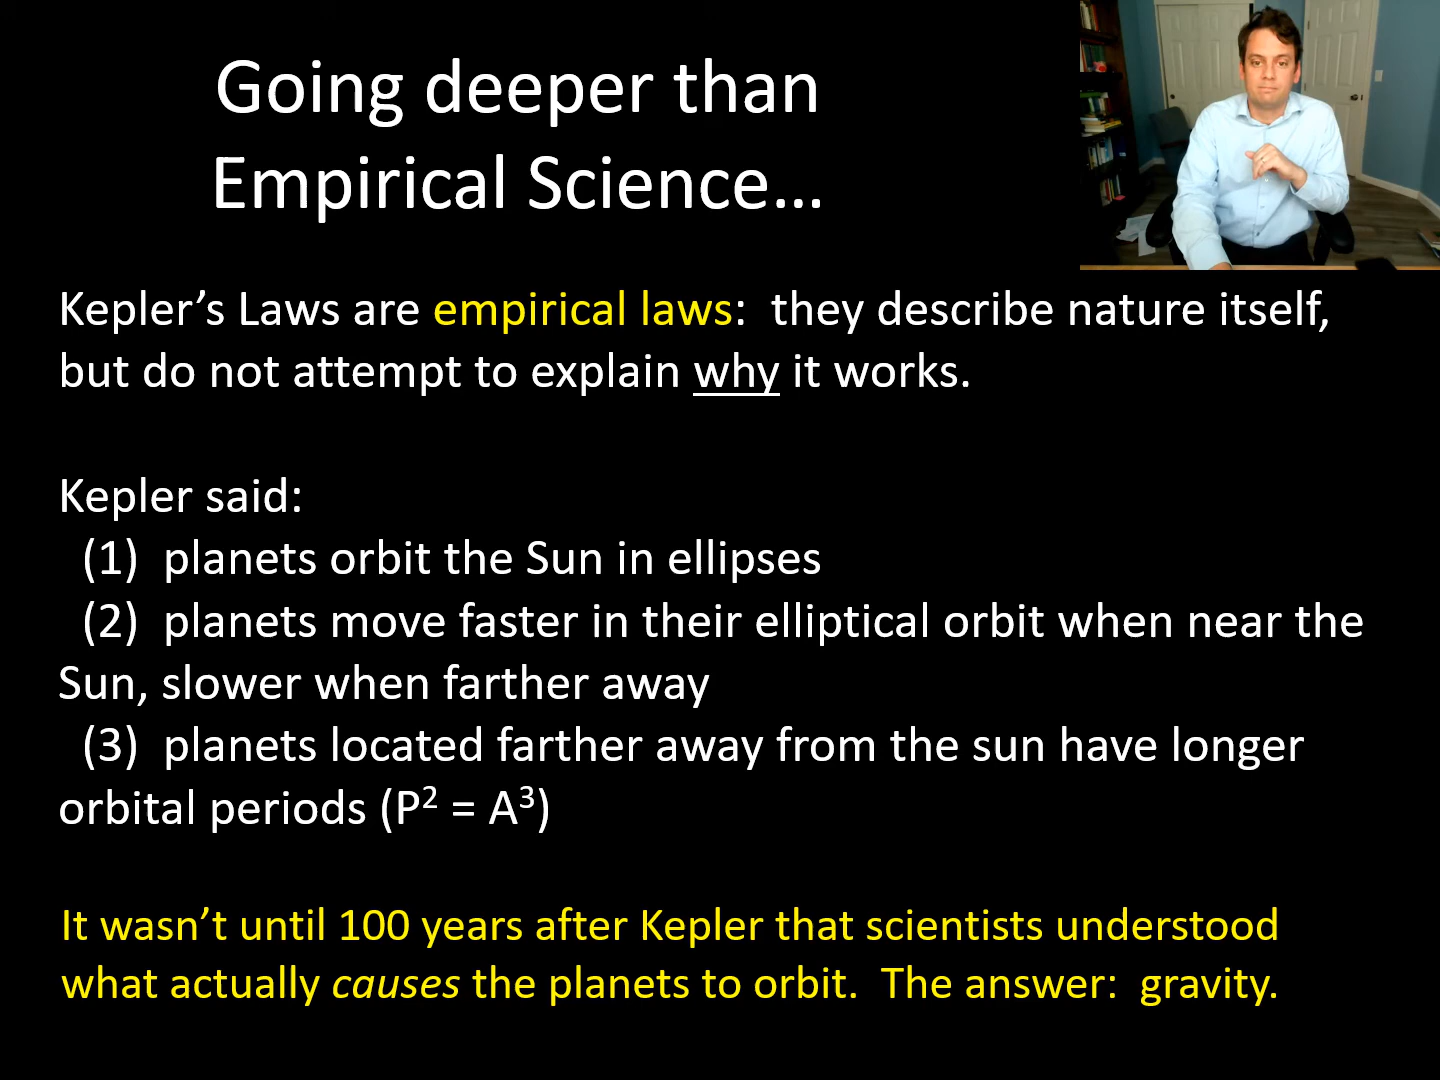 Going deeper than
Empirical Science…
Kepler’s Laws are empirical laws:  they describe nature itself,
but do not attempt to explain why it works.
Kepler said:
(1)  planets orbit the Sun in ellipses
(2)  planets move faster in their elliptical orbit when near the
Sun, slower when farther away
(3)  planets located farther away from the sun have longer
orbital periods (P² = A³)
It wasn’t until 100 years after Kepler that scientists understood
what actually causes the planets to orbit.  The answer:  gravity.